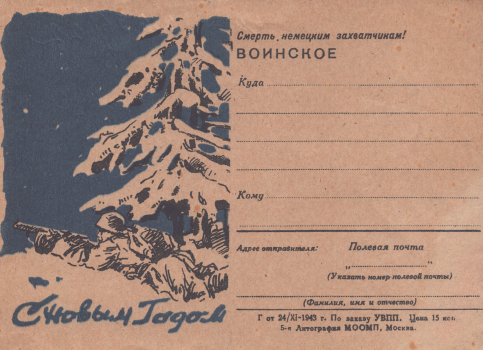 Смерть немецким захватчикам!
ВОИНСКОЕ
Куда
Кому
Адрес отправителя:
Полевая почта
„ “
(Указать номер полевой почты)
(Фамилия, имя и отчество)
С Новым Годом
Г от 24/XI-1943 г. По заказу УВПП. Цена 15 коп.
5-я Литография МООМП, Москва.